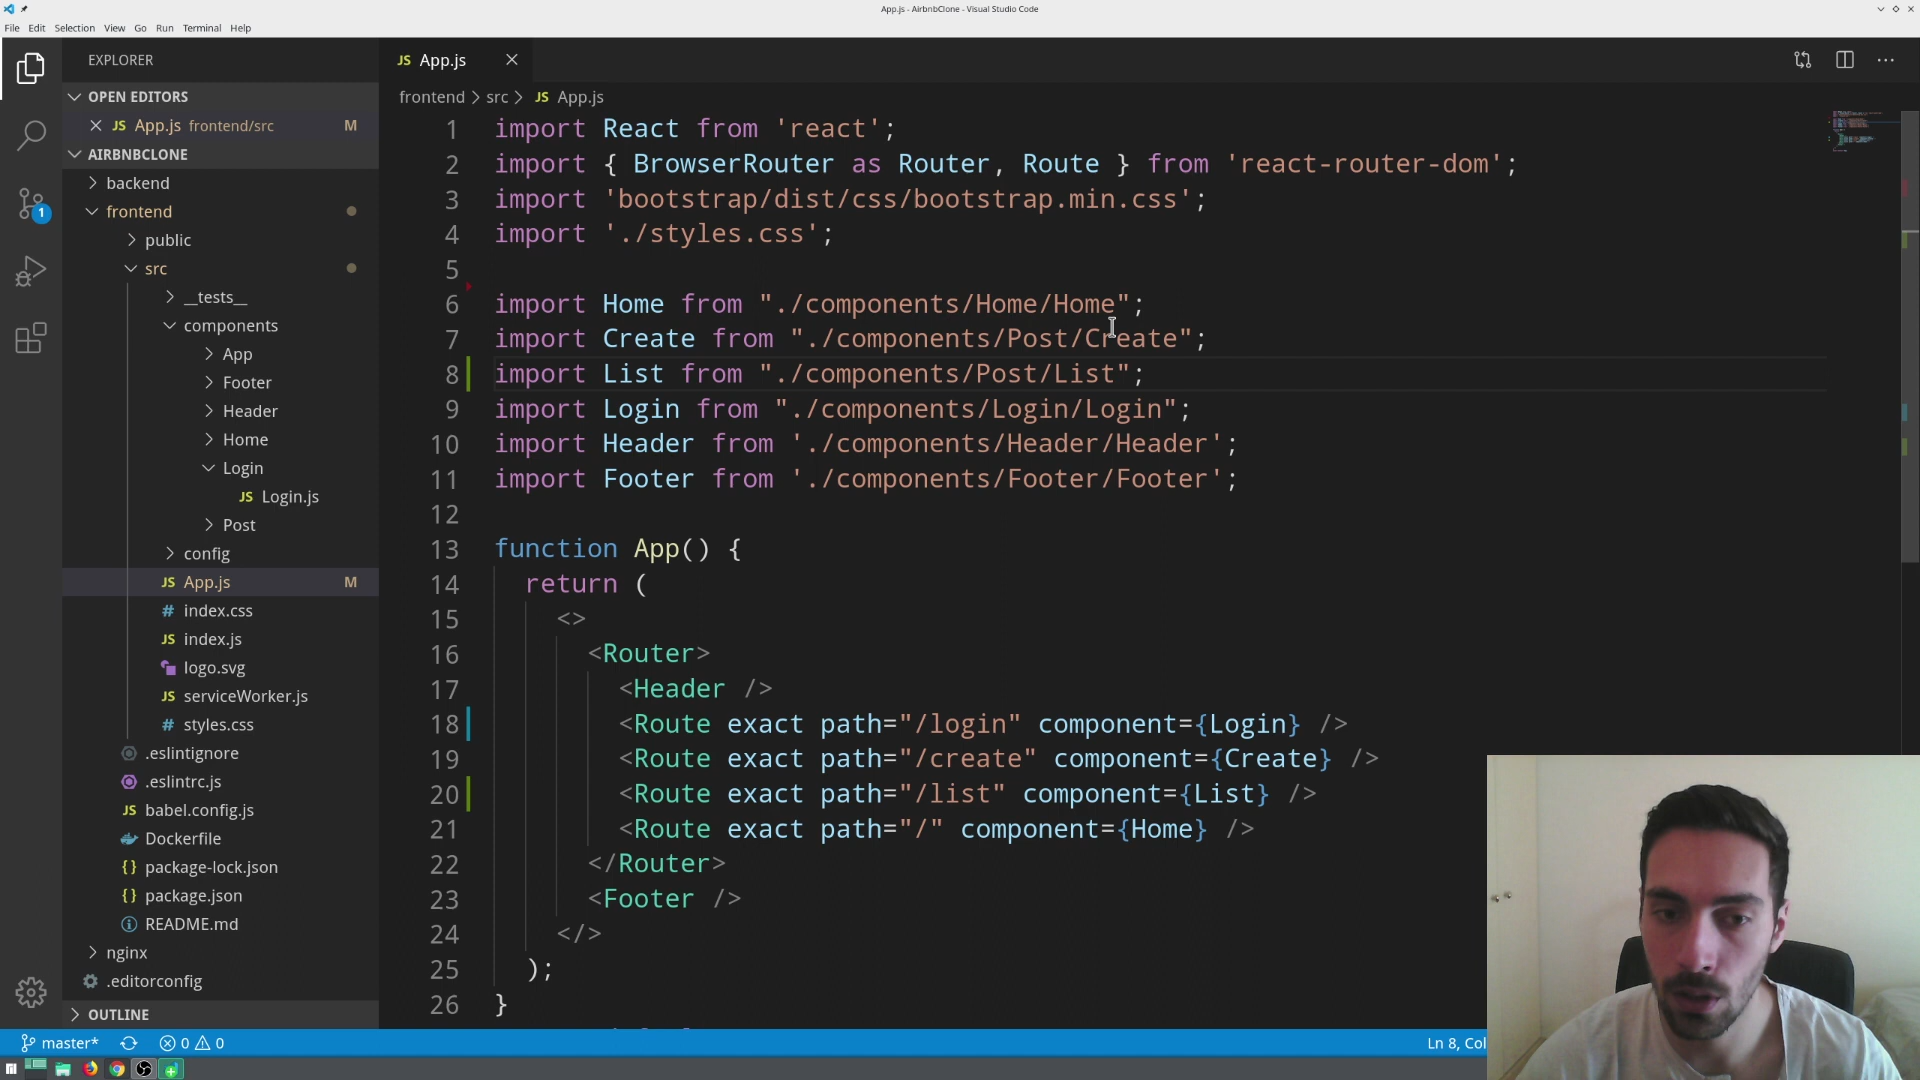 App.js - AirbnbClone - Visual Studio Code
File Edit Selection View Go Run Terminal Help
EXPLORER
OPEN EDITORS
App.js frontend/src M
AIRBNBCLONE
backend
frontend
public
src
__tests__
components
App
Footer
Header
Home
Login
JS Login.js
Post
config
JS App.js M
# index.css
JS index.js
logo.svg
JS serviceWorker.js
# styles.css
.eslintignore
.eslintrc.js
JS babel.config.js
Dockerfile
{} package-lock.json
{} package.json
README.md
nginx
.editorconfig
OUTLINE
1
JS App.js
frontend > src > JS App.js
1 import React from 'react';
2 import { BrowserRouter as Router, Route } from 'react-router-dom';
3 import 'bootstrap/dist/css/bootstrap.min.css';
4 import './styles.css';
5
6 import Home from "./components/Home/Home";
7 import Create from "./components/Post/Create";
8 import List from "./components/Post/List";
9 import Login from "./components/Login/Login";
10 import Header from './components/Header/Header';
11 import Footer from './components/Footer/Footer';
12
13 function App() {
14 return (
15 <>
16 <Router>
17 <Header />
18 <Route exact path="/login" component={Login} />
19 <Route exact path="/create" component={Create} />
20 <Route exact path="/list" component={List} />
21 <Route exact path="/" component={Home} />
22 </Router>
23 <Footer />
24 </>
25 );
26 }
master* 0 0 Ln 8, Col